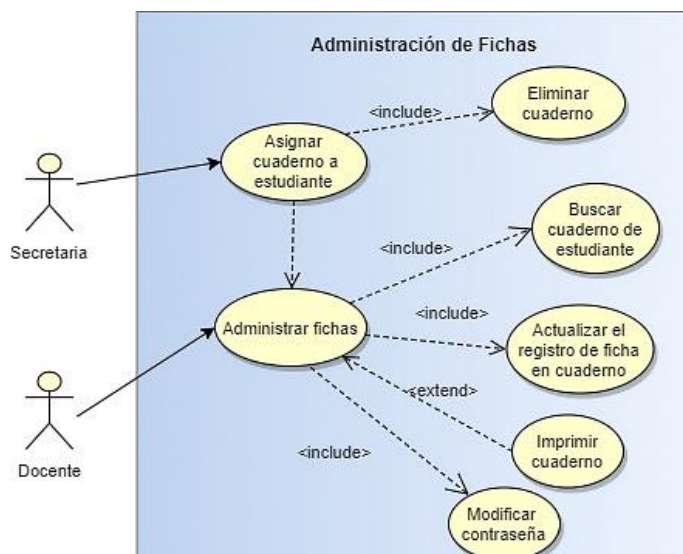 Administración de Fichas
Eliminar
cuaderno
<include>
Asignar
cuaderno a
estudiante
Secretaria
Buscar
cuaderno de
estudiante
<include>
Administrar fichas
<include>
Actualizar el
registro de ficha
en cuaderno
<extend>
Imprimir
cuaderno
Docente
<include>
Modificar
contraseña